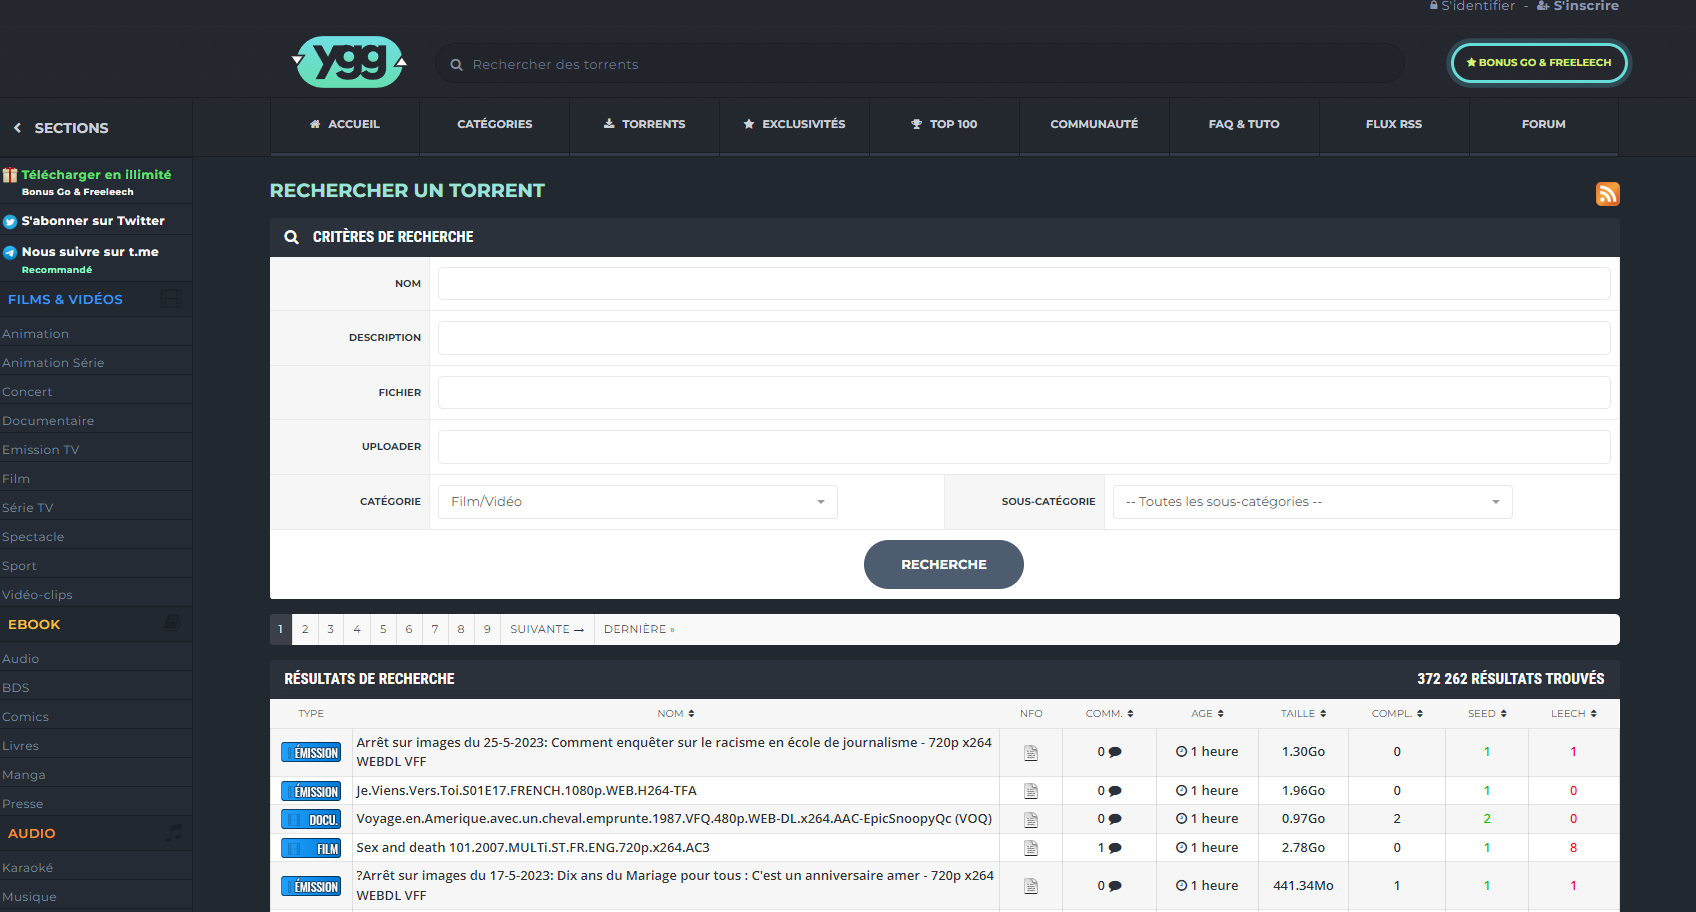 S'identifier - S'inscrire
ygg
Rechercher des torrents
BONUS GO & FREELEECH
SECTIONS
ACCUEIL
CATÉGORIES
TORRENTS
EXCLUSIVITÉS
TOP 100
COMMUNAUTÉ
FAQ & TUTO
FLUX RSS
FORUM
Télécharger en illimité
Bonus Go & Freeleech
S'abonner sur Twitter
Nous suivre sur t.me
Recommandé
FILMS & VIDÉOS
Animation
Animation Série
Concert
Documentaire
Emission TV
Film
Série TV
Spectacle
Sport
Vidéo-clips
EBOOK
Audio
BDS
Comics
Livres
Manga
Presse
AUDIO
Karaoké
Musique
RECHERCHER UN TORRENT
CRITÈRES DE RECHERCHE
NOM
DESCRIPTION
FICHIER
UPLOADER
CATÉGORIE Film/Vidéo SOUS-CATÉGORIE -- Toutes les sous-catégories --
RECHERCHE
1 2 3 4 5 6 7 8 9 SUIVANTE → DERNIÈRE »
RÉSULTATS DE RECHERCHE 372 262 RÉSULTATS TROUVÉS
TYPE NOM NFO COMM. AGE TAILLE COMPL. SEED LEECH
ÉMISSION Arrêt sur images du 25-5-2023: Comment enquêter sur le racisme en école de journalisme - 720p x264 0 1 heure 1.30Go 0 1 1
WEBDL VFF
ÉMISSION Je.Viens.Vers.Toi.S01E17.FRENCH.1080p.WEB.H264-TFA 0 1 heure 1.96Go 0 1 0
DOCU. Voyage.en.Amerique.avec.un.cheval.emprunte.1987.VFQ.480p.WEB-DL.x264.AAC-EpicSnoopyQc (VOQ) 0 1 heure 0.97Go 2 2 0
FILM Sex and death 101.2007.MULTi.ST.FR.ENG.720p.x264.AC3 1 1 heure 2.78Go 0 1 8
ÉMISSION ?Arrêt sur images du 17-5-2023: Dix ans du Mariage pour tous : C'est un anniversaire amer - 720p x264 0 1 heure 441.34Mo 1 1 1
WEBDL VFF